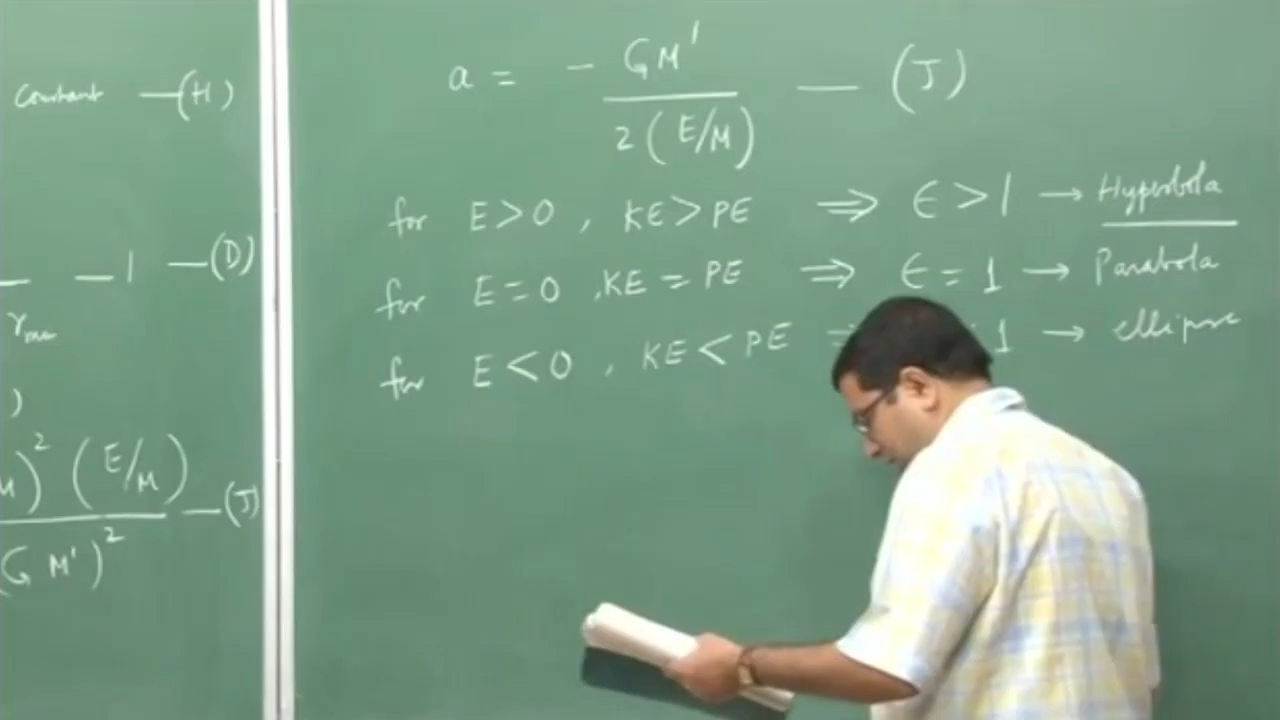 Constant —(H)
— 1 —(D)
)
)² (E/M) —(J)
(GM')²
a = - GM' / 2(E/M) — (J)
for E > 0 , KE > PE ⇒ ∈ > 1 → Hyperbola
for E = 0 , KE = PE ⇒ ∈ = 1 → Parabola
for E < 0 , KE < PE 1 → ellipse